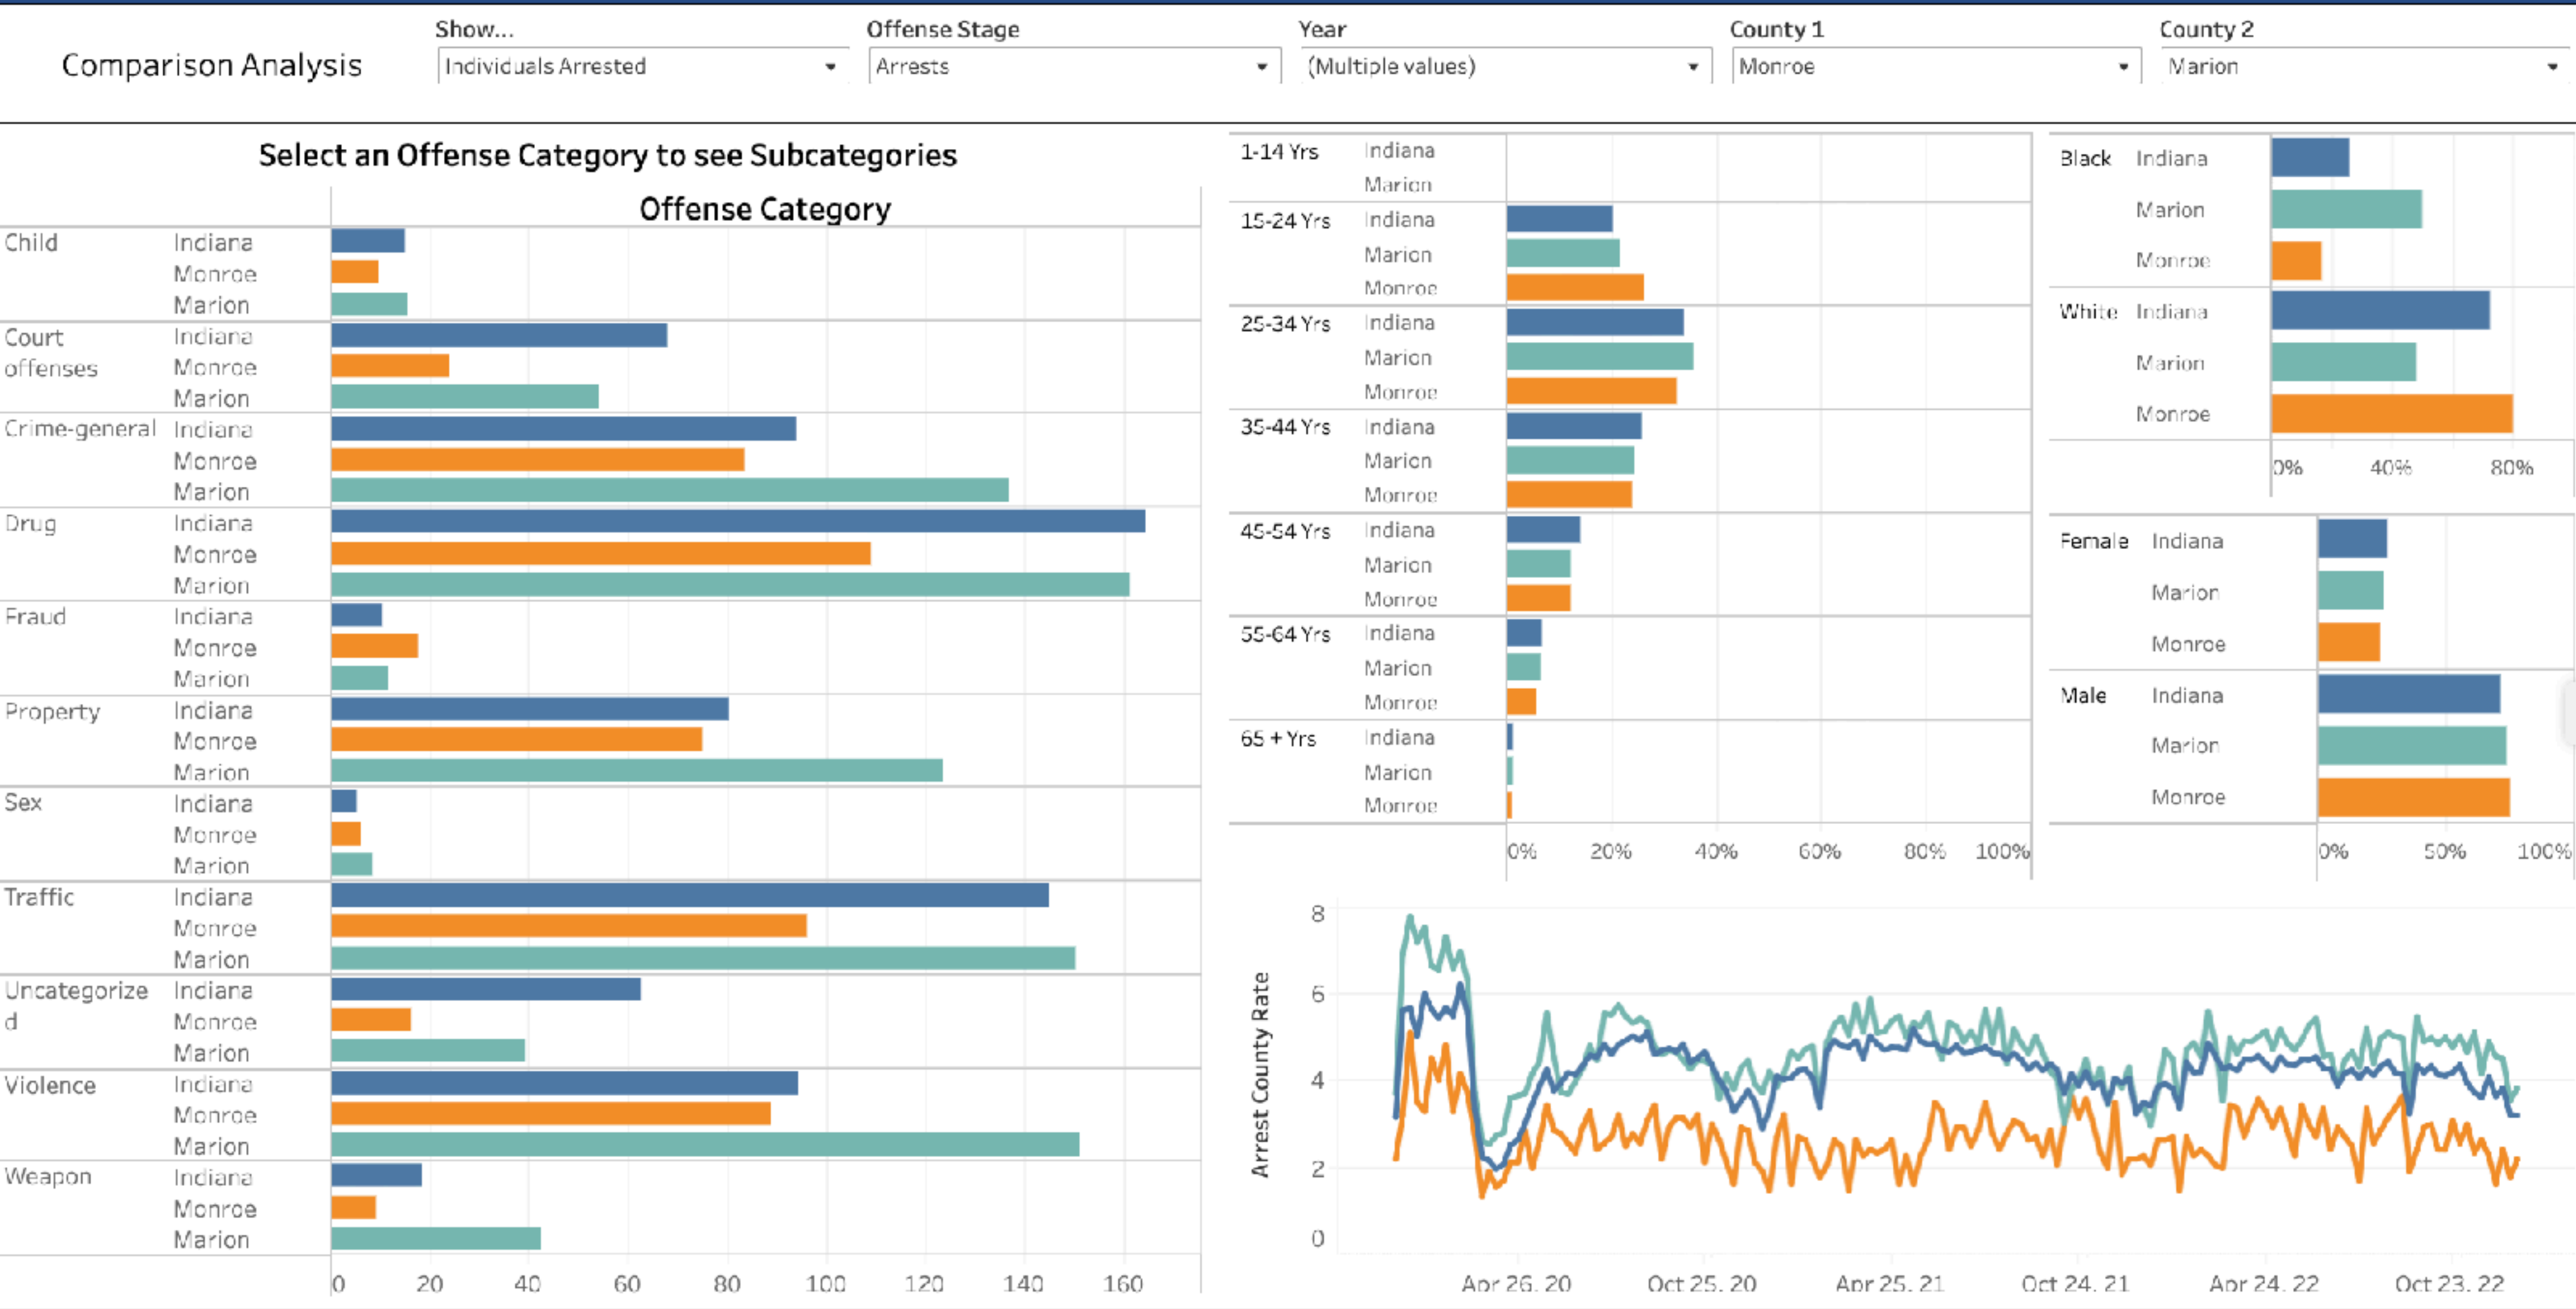 Comparison Analysis
Show...
Individuals Arrested
Offense Stage
Arrests
Year
(Multiple values)
County 1
Monroe
County 2
Marion
Select an Offense Category to see Subcategories
Offense Category
Child Indiana
Monroe
Marion
Court Indiana
offenses Monroe
Marion
Crime-general Indiana
Monroe
Marion
Drug Indiana
Monroe
Marion
Fraud Indiana
Monroe
Marion
Property Indiana
Monroe
Marion
Sex Indiana
Monroe
Marion
Traffic Indiana
Monroe
Marion
Uncategorize Indiana
d Monroe
Marion
Violence Indiana
Monroe
Marion
Weapon Indiana
Monroe
Marion
0 20 40 60 80 100 120 140 160
1-14 Yrs Indiana
Marion
15-24 Yrs Indiana
Marion
Monroe
25-34 Yrs Indiana
Marion
Monroe
35-44 Yrs Indiana
Marion
Monroe
45-54 Yrs Indiana
Marion
Monroe
55-64 Yrs Indiana
Marion
Monroe
65 + Yrs Indiana
Marion
Monroe
0% 20% 40% 60% 80% 100%
Black Indiana
Marion
Monroe
White Indiana
Marion
Monroe
0% 40% 80%
Female Indiana
Marion
Monroe
Male Indiana
Marion
Monroe
0% 50% 100%
Arrest County Rate
8
6
4
2
0
Apr 26, 20 Oct 25, 20 Apr 25, 21 Oct 24, 21 Apr 24, 22 Oct 23, 22